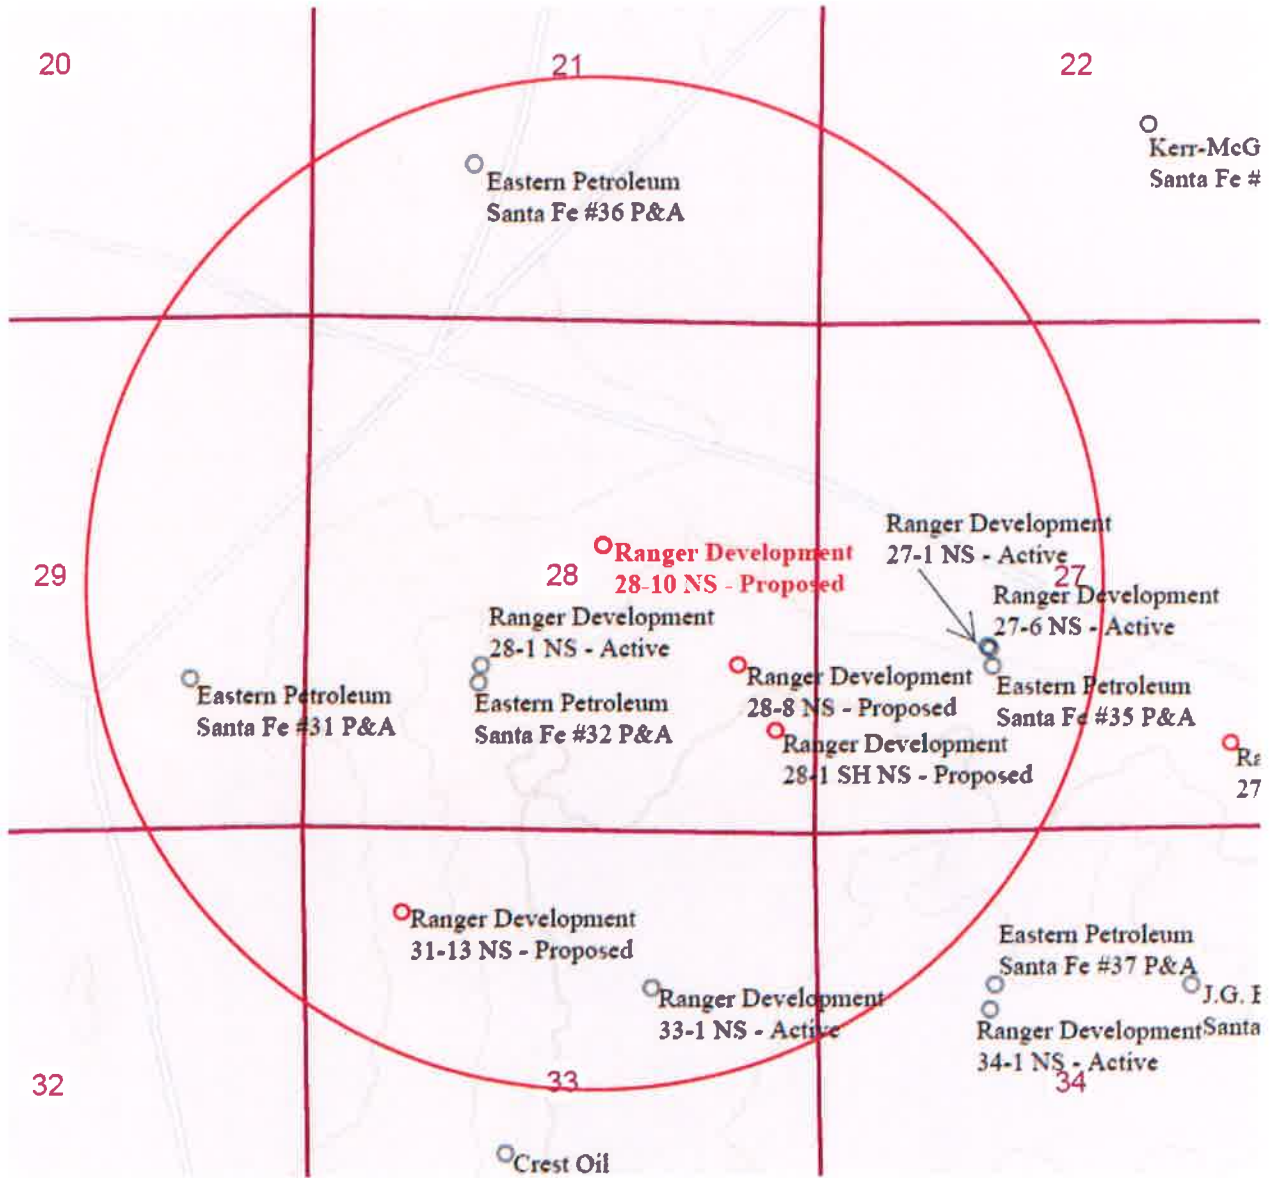 20
21
22
Kerr-McG
Santa Fe #
Eastern Petroleum
Santa Fe #36 P&A
Ranger Development
27-1 NS - Active
29
28
27
Ranger Development
28-10 NS - Proposed
Ranger Development
27-6 NS - Active
Ranger Development
28-1 NS - Active
Eastern Petroleum
Santa Fe #31 P&A
Eastern Petroleum
Santa Fe #32 P&A
Ranger Development
28-8 NS - Proposed
Eastern Petroleum
Santa Fe #35 P&A
Ranger Development
28-1 SH NS - Proposed
Ra
27
Ranger Development
31-13 NS - Proposed
Eastern Petroleum
Santa Fe #37 P&A
Ranger Development
33-1 NS - Active
J.G. E
Santa
Ranger Development
34-1 NS - Active
32
33
34
Crest Oil